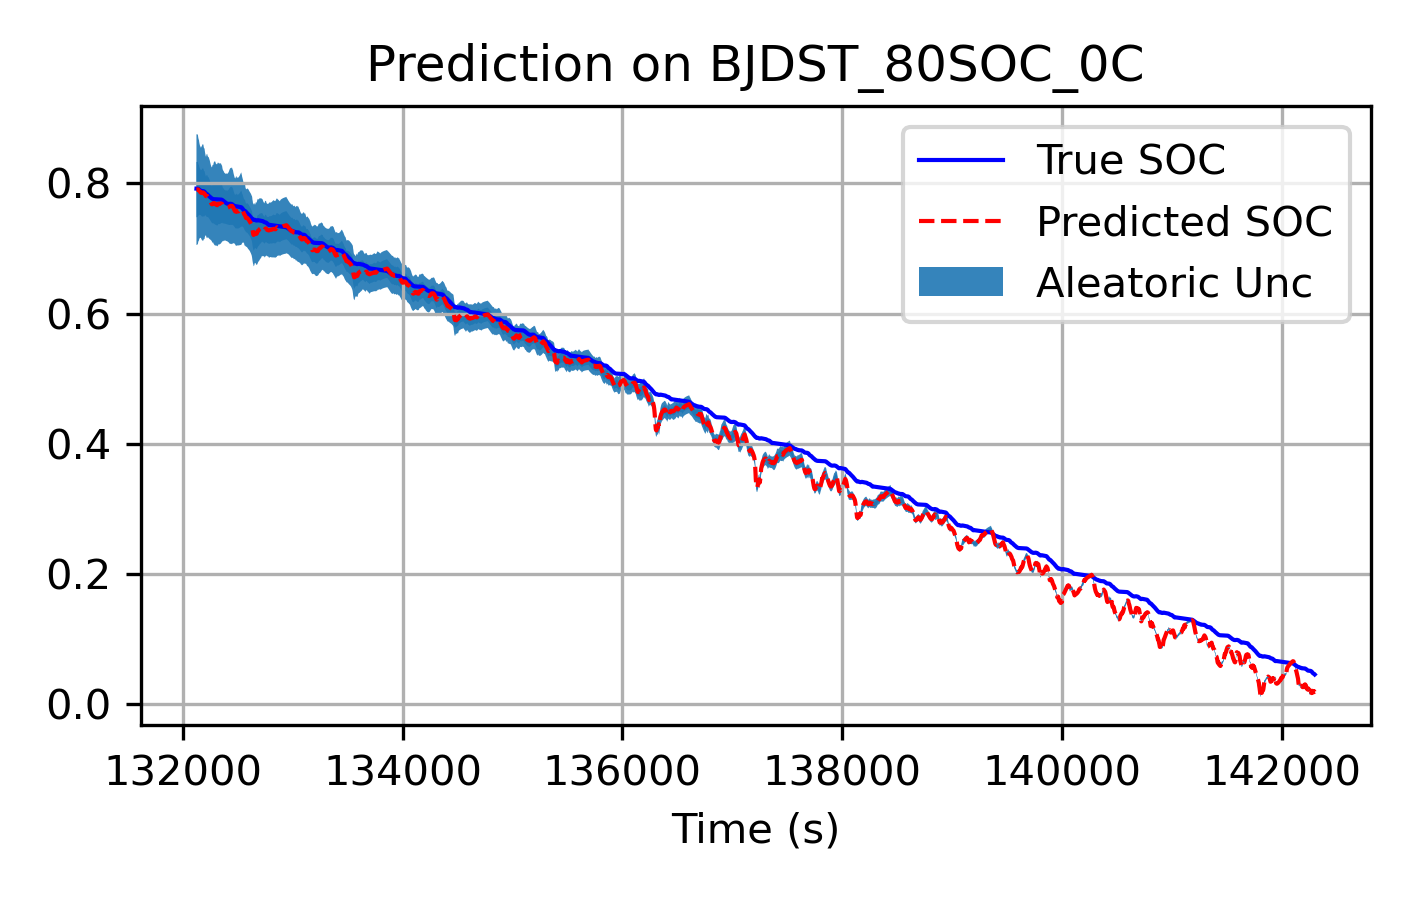 Prediction on BJDST_80SOC_0C
True SOC
Predicted SOC
Aleatoric Unc
0.8
0.6
0.4
0.2
0.0
132000 134000 136000 138000 140000 142000
Time (s)